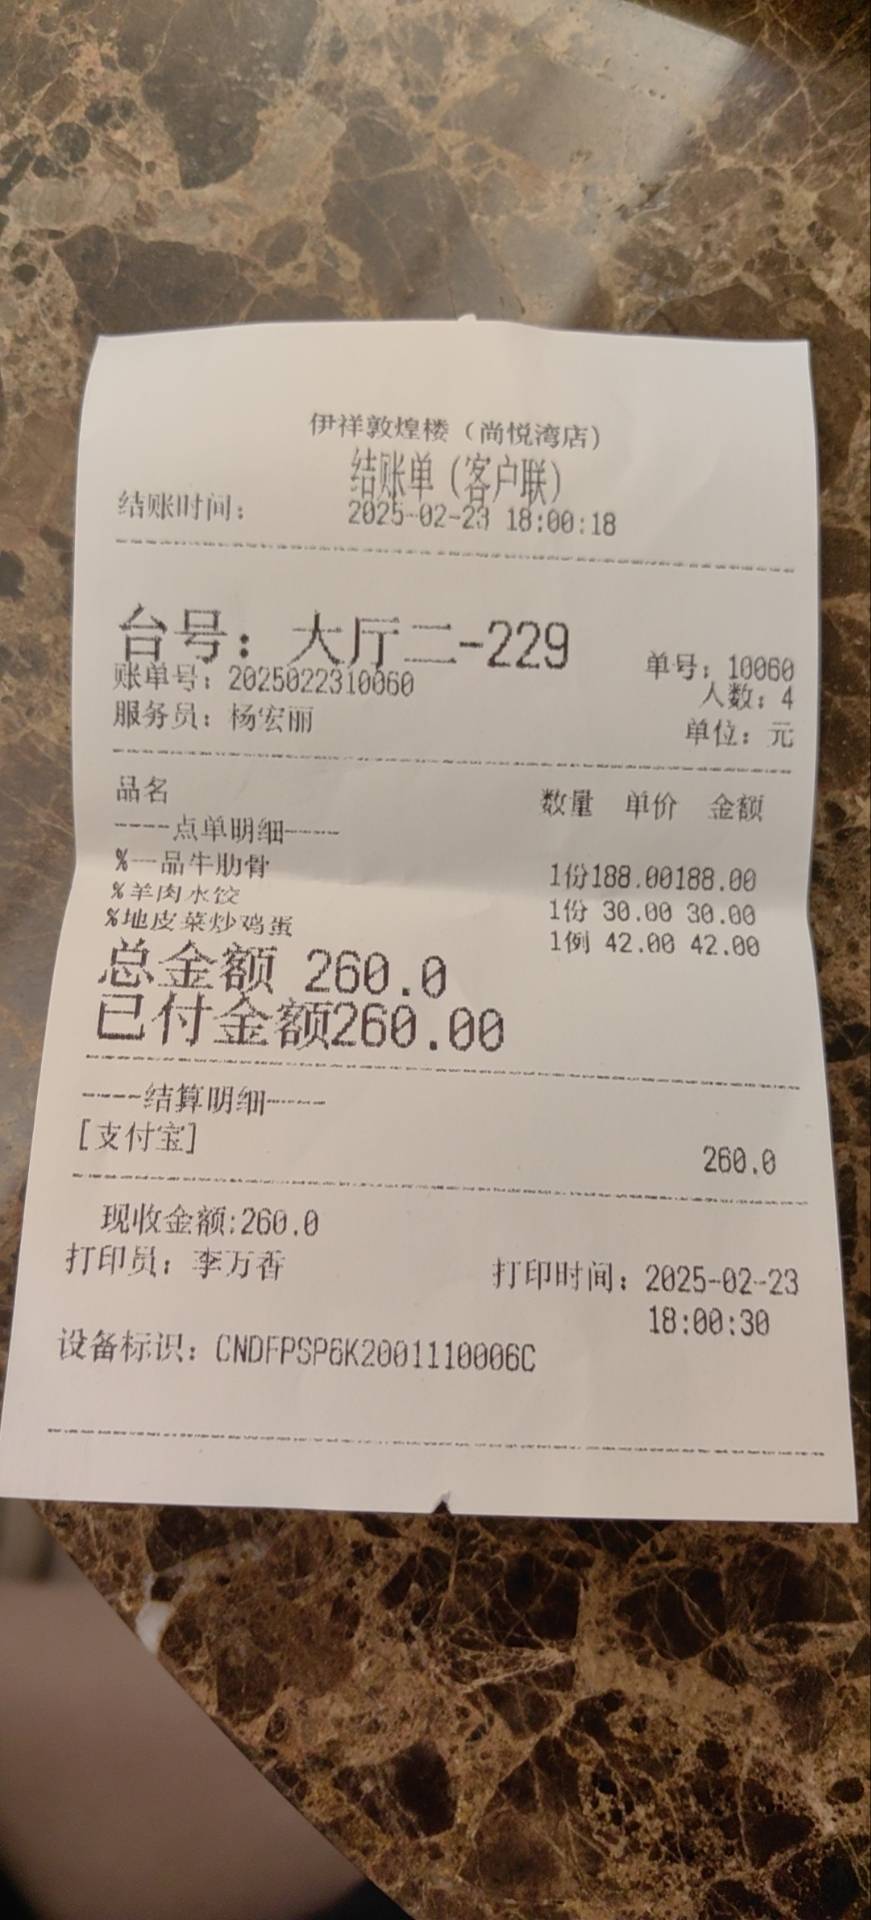 伊祥敦煌楼（尚悦湾店）
结账单（客户联）
结账时间： 2025-02-23 18:00:18
台号：大厅二-229
单号：10060
账单号：2025022310060
人数：4
服务员：杨宏丽
单位：元
品名 数量 单价 金额
----点单明细----
%一品牛肋骨 1份188.00188.00
%羊肉水饺 1份 30.00 30.00
%地皮菜炒鸡蛋 1例 42.00 42.00
总金额 260.0
已付金额260.00
----结算明细----
[支付宝] 260.0
现收金额:260.0
打印员：李万香 打印时间：2025-02-23
18:00:30
设备标识：CNDFPSP6K2001110006C